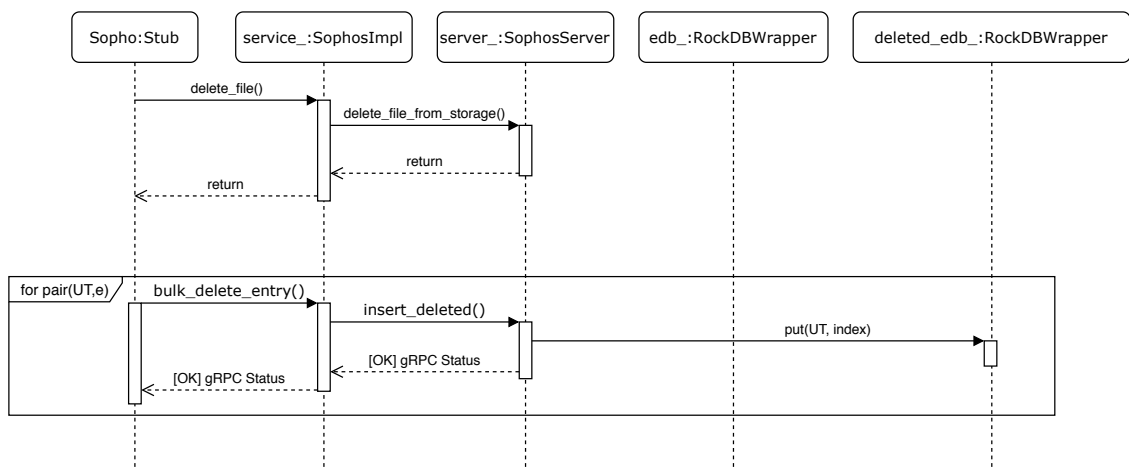 Sopho:Stub
service_:SophosImpl
server_:SophosServer
edb_:RockDBWrapper
deleted_edb_:RockDBWrapper
delete_file()
delete_file_from_storage()
return
return
for pair(UT,e)
bulk_delete_entry()
insert_deleted()
put(UT, index)
[OK] gRPC Status
[OK] gRPC Status